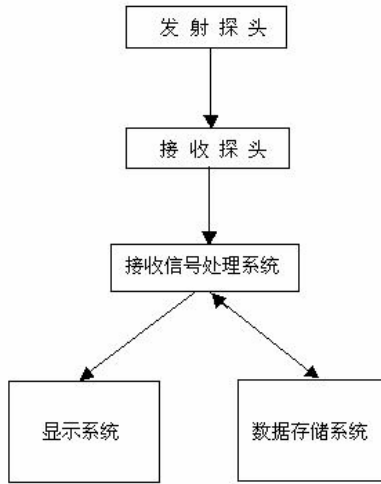 发射探头
接收探头
接收信号处理系统
显示系统
数据存储系统